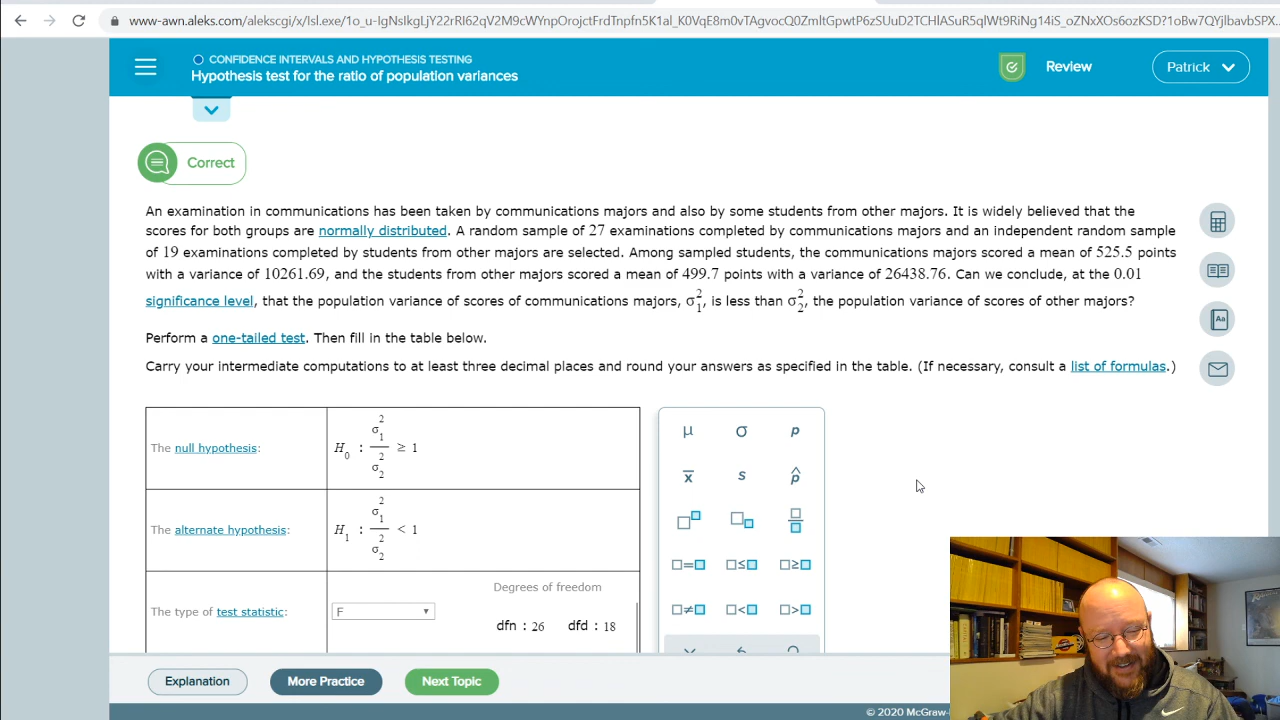 www-awn.aleks.com/alekscgi/x/Isl.exe/1o_u-IgNsIkgLjY22rRI62qV2M9cWYnpOrojctFrdTnpfn5K1al_K0VqE8m0vTAgvocQ0ZmltGpwtP6zSUuD2TCHlASuR5qlWt9RiNg14iS_oZNxXOs6ozKSD?1oBw7QYjlbavbSPX...
CONFIDENCE INTERVALS AND HYPOTHESIS TESTING
Hypothesis test for the ratio of population variances
Review
Patrick
Correct
An examination in communications has been taken by communications majors and also by some students from other majors. It is widely believed that the
scores for both groups are normally distributed. A random sample of 27 examinations completed by communications majors and an independent random sample
of 19 examinations completed by students from other majors are selected. Among sampled students, the communications majors scored a mean of 525.5 points
with a variance of 10261.69, and the students from other majors scored a mean of 499.7 points with a variance of 26438.76. Can we conclude, at the 0.01
significance level, that the population variance of scores of communications majors, σ₁², is less than σ₂², the population variance of scores of other majors?
Perform a one-tailed test. Then fill in the table below.
Carry your intermediate computations to at least three decimal places and round your answers as specified in the table. (If necessary, consult a list of formulas.)
The null hypothesis: H₀ : σ₁² / σ₂² ≥ 1
The alternate hypothesis: H₁ : σ₁² / σ₂² < 1
Degrees of freedom
The type of test statistic: F
dfn : 26 dfd : 18
μ σ p
x̄ s p̂
□=□ □≤□ □≥□
□≠□ □<□ □>□
Aa
Explanation
More Practice
Next Topic
© 2020 McGraw-